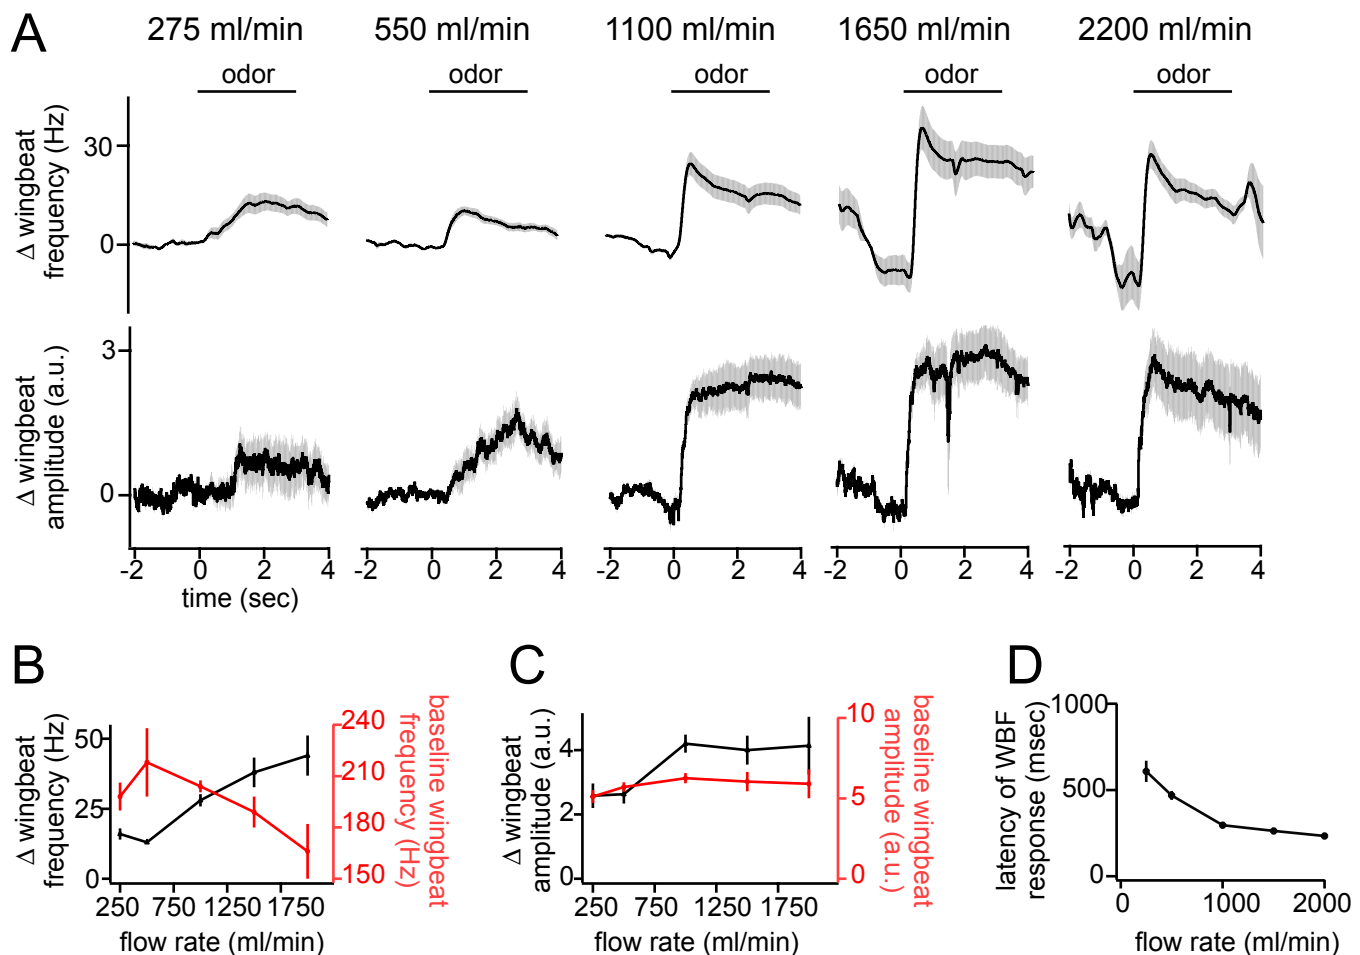 A
275 ml/min
550 ml/min
1100 ml/min
1650 ml/min
2200 ml/min
odor
odor
odor
odor
odor
Δ wingbeat
frequency (Hz)
30
0
Δ wingbeat
amplitude (a.u.)
3
0
-2 0 2 4
-2 0 2 4
-2 0 2 4
-2 0 2 4
-2 0 2 4
time (sec)
B
Δ wingbeat
frequency (Hz)
50
25
0
240
210
180
150
baseline wingbeat
frequency (Hz)
250 750 1250 1750
flow rate (ml/min)
C
Δ wingbeat
amplitude (a.u.)
4
2
0
10
5
0
baseline wingbeat
amplitude (a.u.)
250 750 1250 1750
flow rate (ml/min)
D
latency of WBF
response (msec)
1000
500
0
0 1000 2000
flow rate (ml/min)